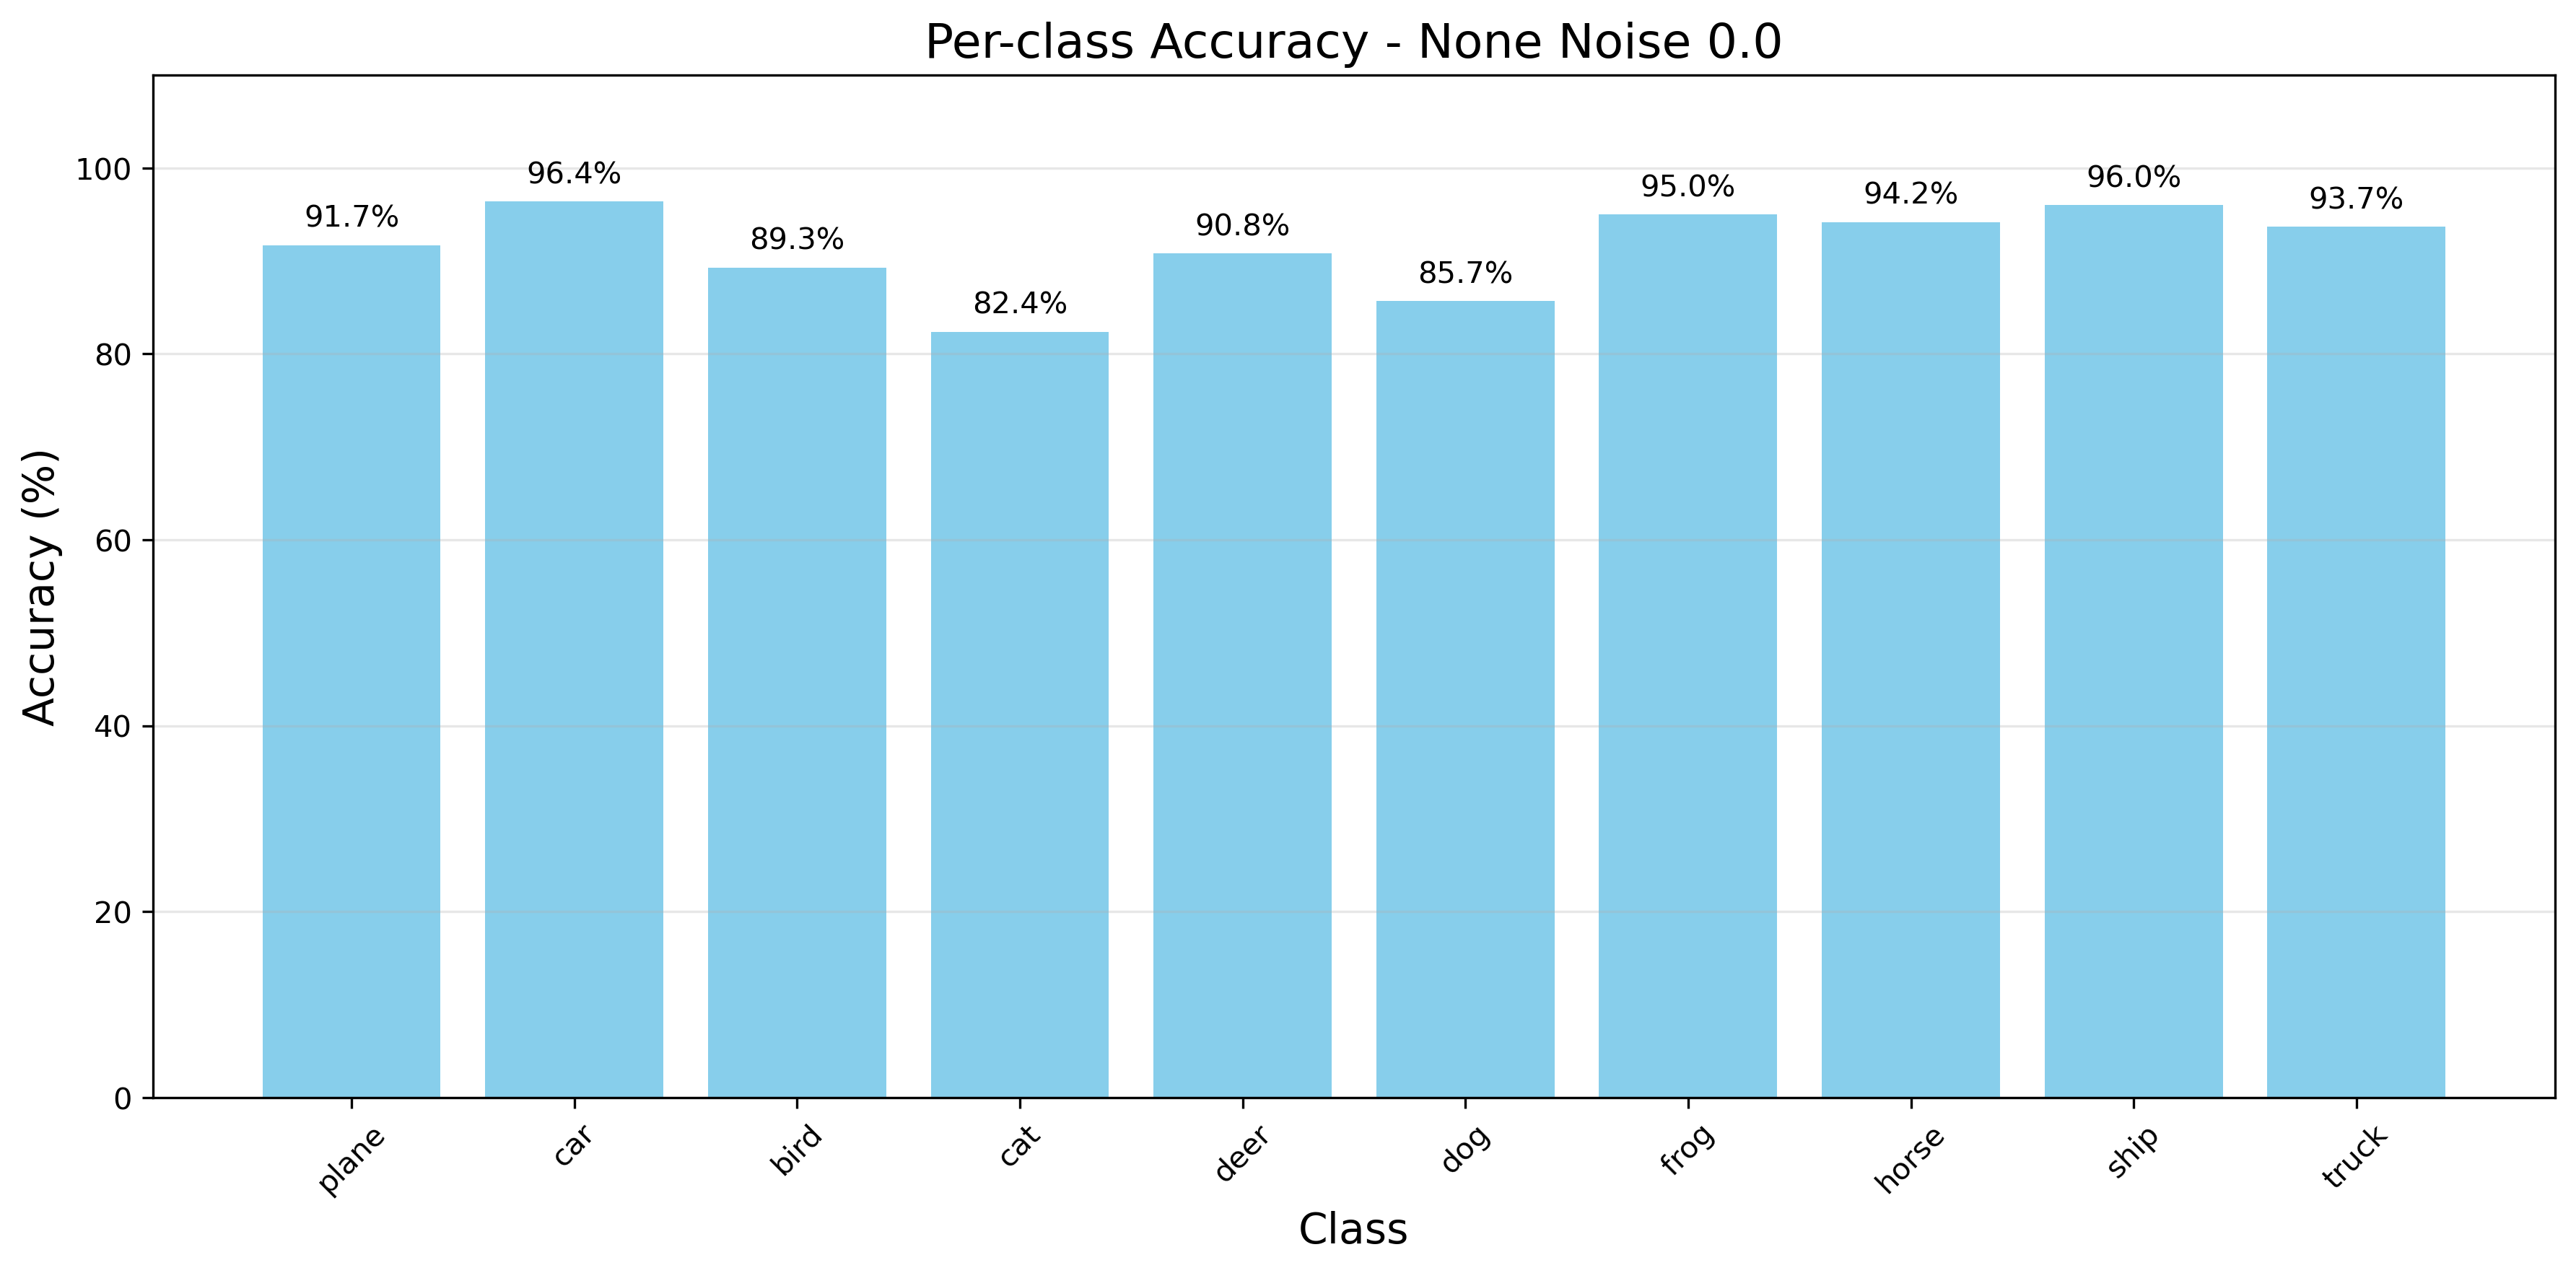 Per-class Accuracy - None Noise 0.0
Accuracy (%)
100
80
60
40
20
0
91.7%
96.4%
89.3%
82.4%
90.8%
85.7%
95.0%
94.2%
96.0%
93.7%
plane
car
bird
cat
deer
dog
frog
horse
ship
truck
Class